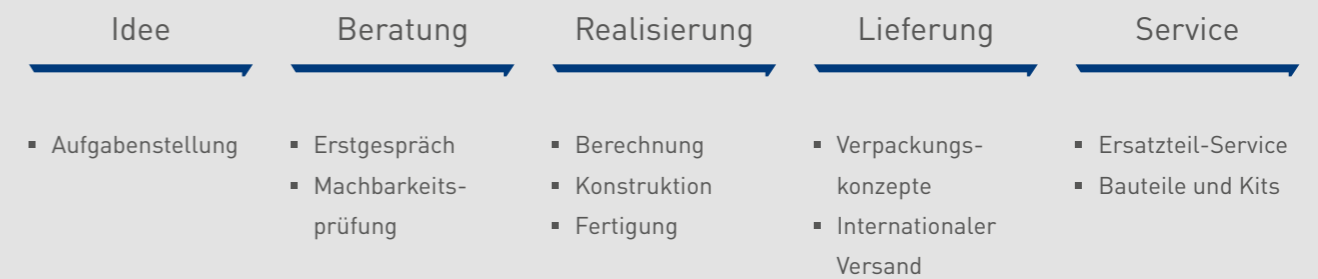 Idee
Aufgabenstellung
Beratung
Erstgespräch
Machbarkeits-
prüfung
Realisierung
Berechnung
Konstruktion
Fertigung
Lieferung
Verpackungs-
konzepte
Internationaler
Versand
Service
Ersatzteil-Service
Bauteile und Kits